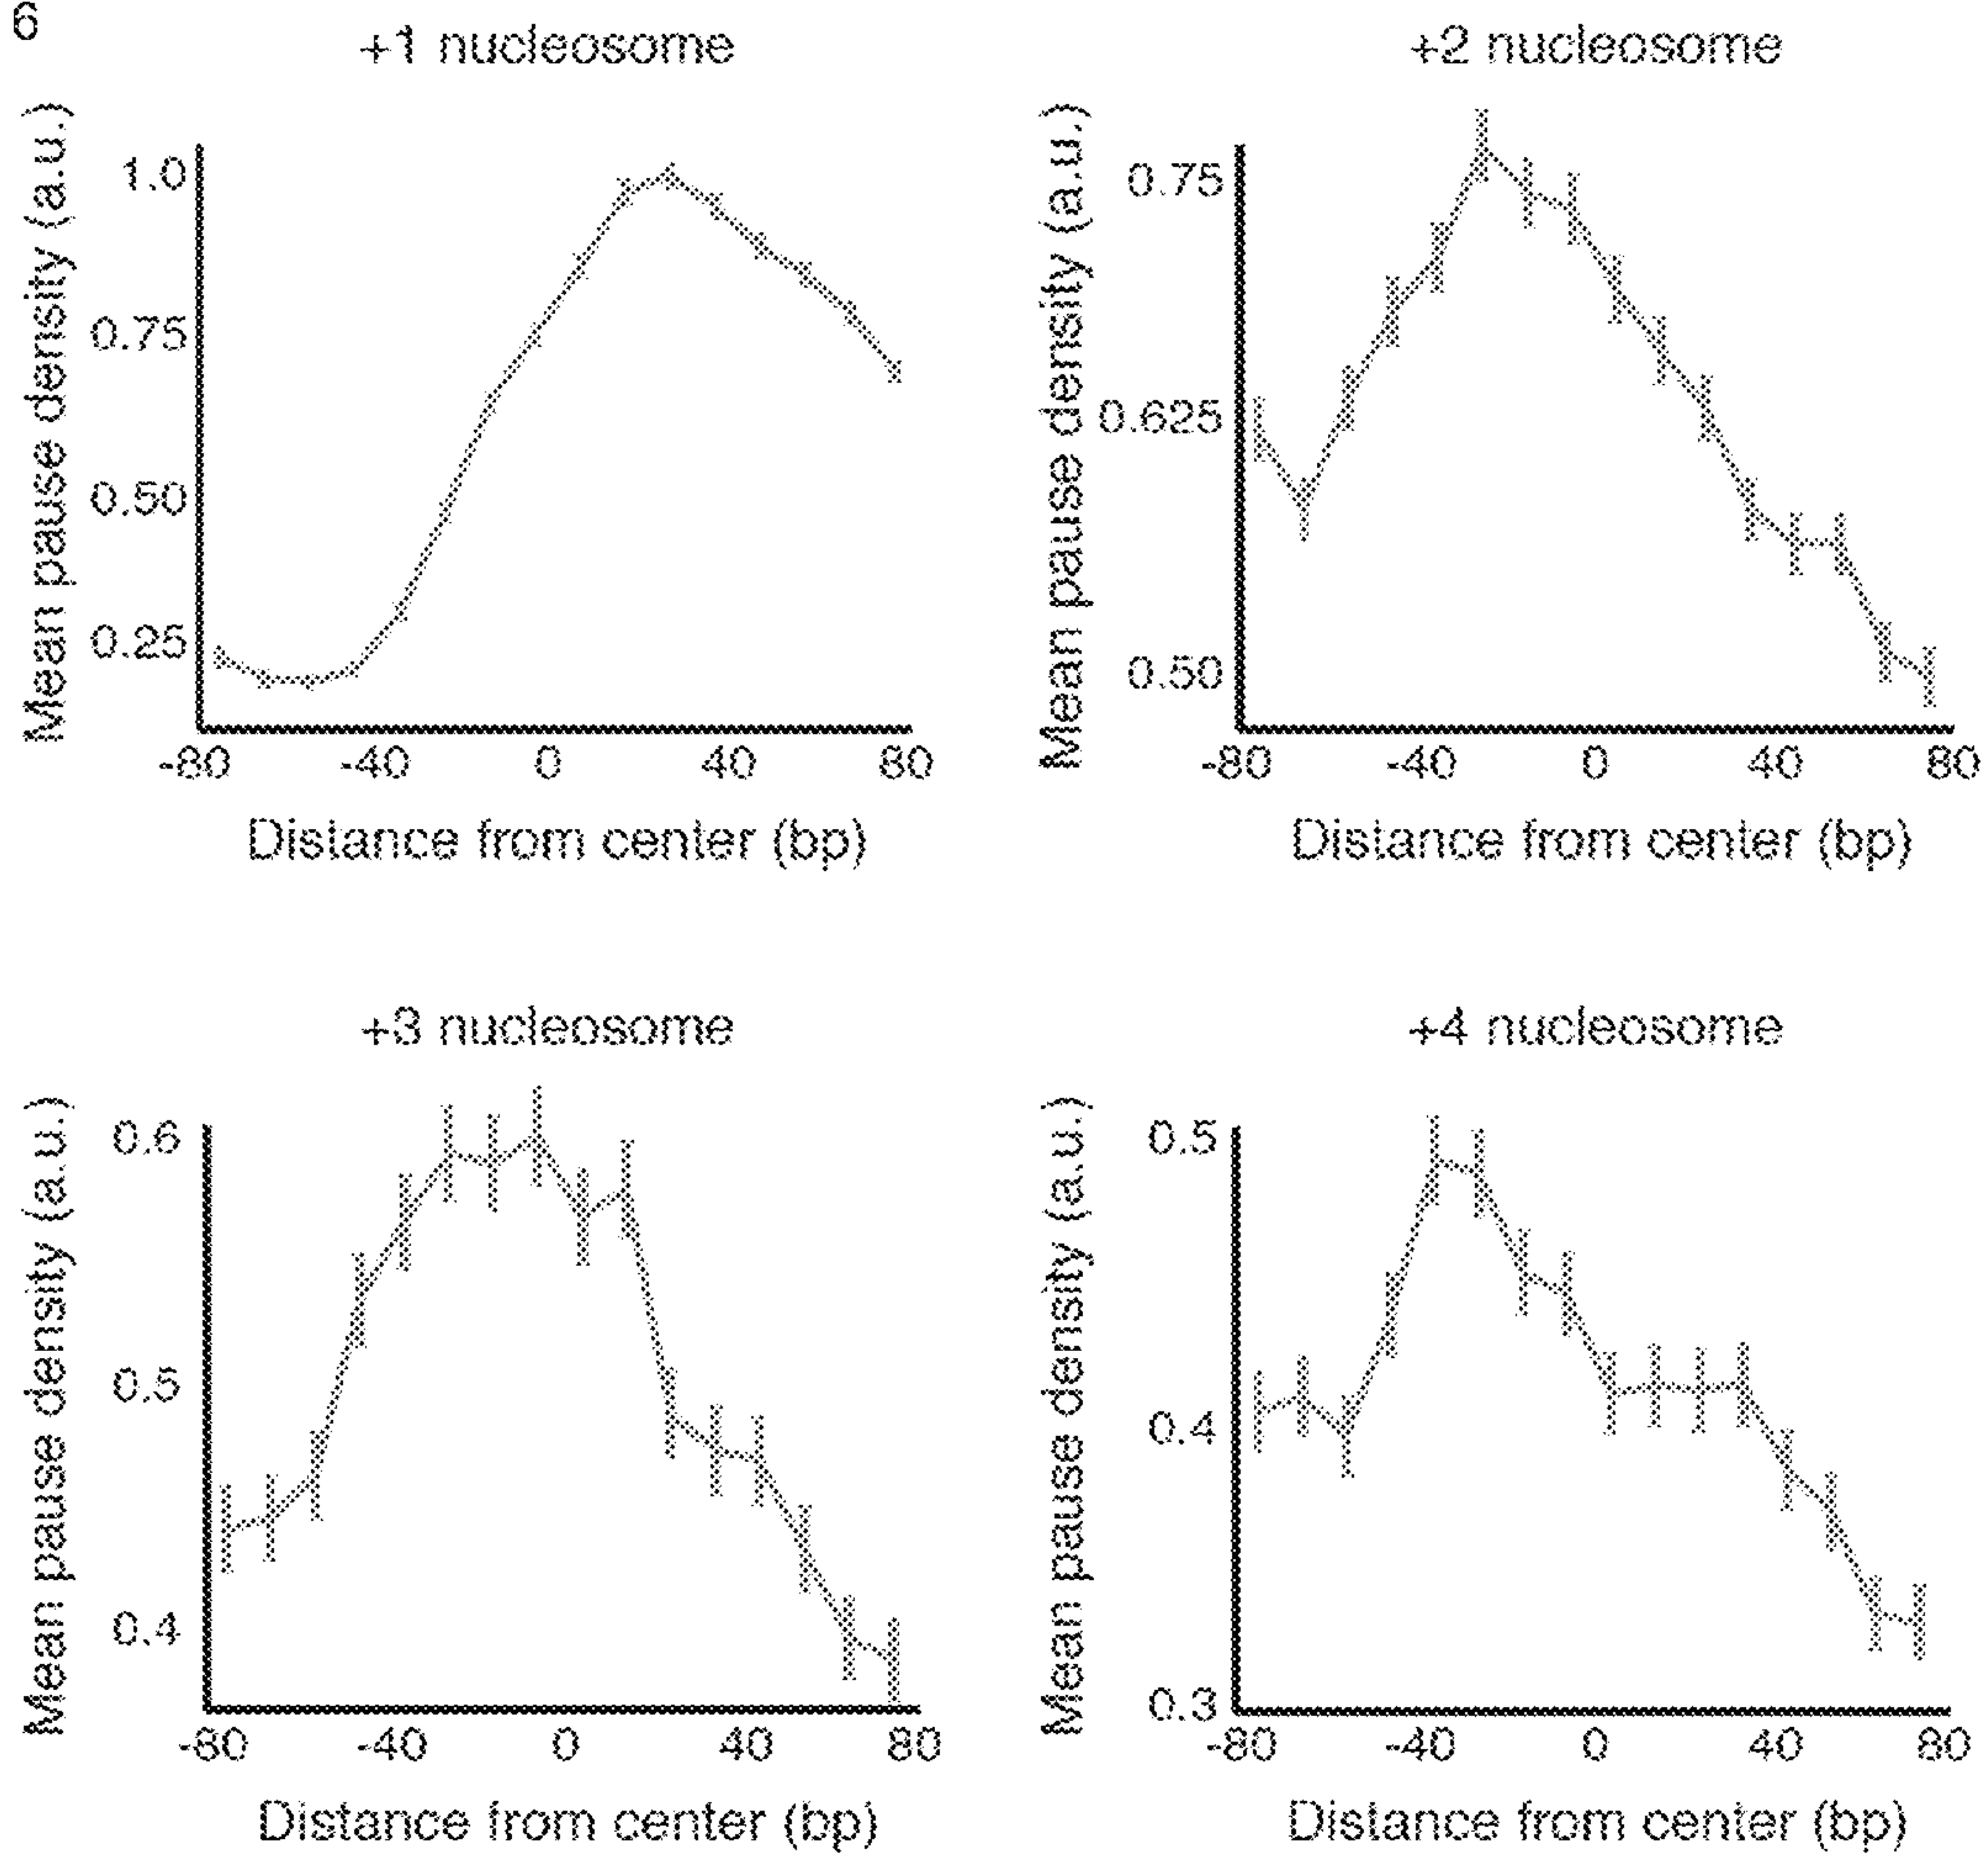 6
+1 nucleosome
Mean pause density (a.u.)
1.0
0.75
0.50
0.25
-80 -40 0 40 80
Distance from center (bp)
+2 nucleosome
Mean pause density (a.u.)
0.75
0.625
0.50
-80 -40 0 40 80
Distance from center (bp)
+3 nucleosome
Mean pause density (a.u.)
0.6
0.5
0.4
-80 -40 0 40 80
Distance from center (bp)
+4 nucleosome
Mean pause density (a.u.)
0.5
0.4
0.3
-80 -40 0 40 80
Distance from center (bp)